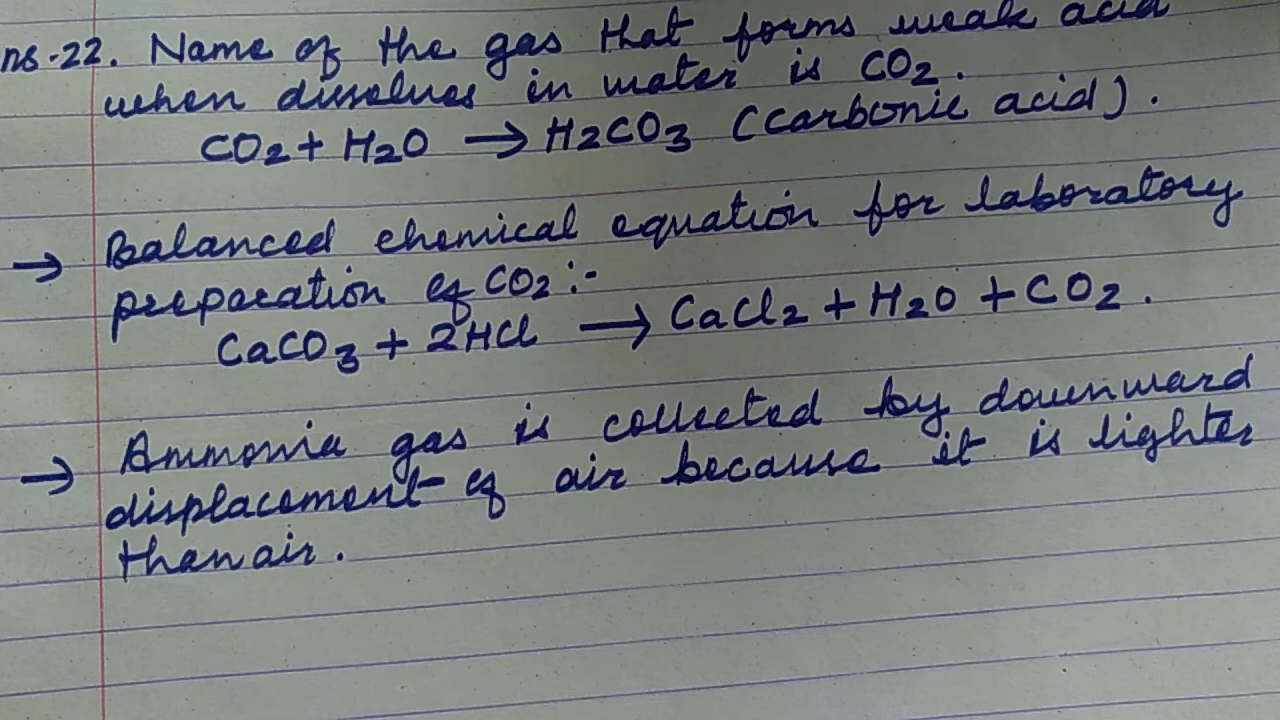 ns-22. Name of the gas that forms weak acid
when dissolves in water is CO2.
CO2 + H2O → H2CO3 (Carbonic acid).
→ Balanced chemical equation for laboratory
preparation of CO2 :-
CaCO3 + 2HCl → CaCl2 + H2O + CO2.
→ Ammonia gas is collected by downward
displacement of air because it is lighter
than air.